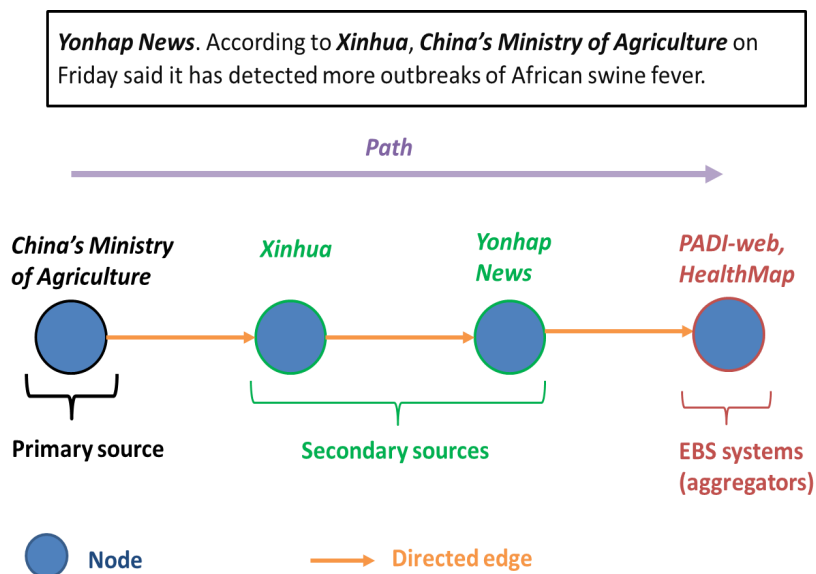 Yonhap News. According to Xinhua, China's Ministry of Agriculture on
Friday said it has detected more outbreaks of African swine fever.
Path
China's Ministry
of Agriculture
Xinhua
Yonhap
News
PADI-web,
HealthMap
Primary source
Secondary sources
EBS systems
(aggregators)
Node
Directed edge